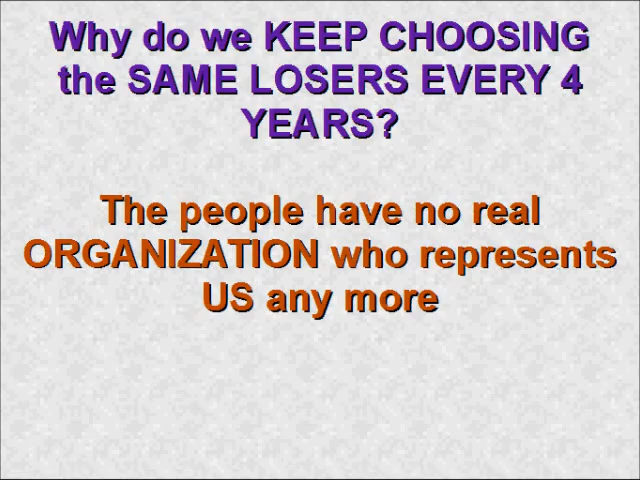 Why do we KEEP CHOOSING
the SAME LOSERS EVERY 4
YEARS?
The people have no real
ORGANIZATION who represents
US any more